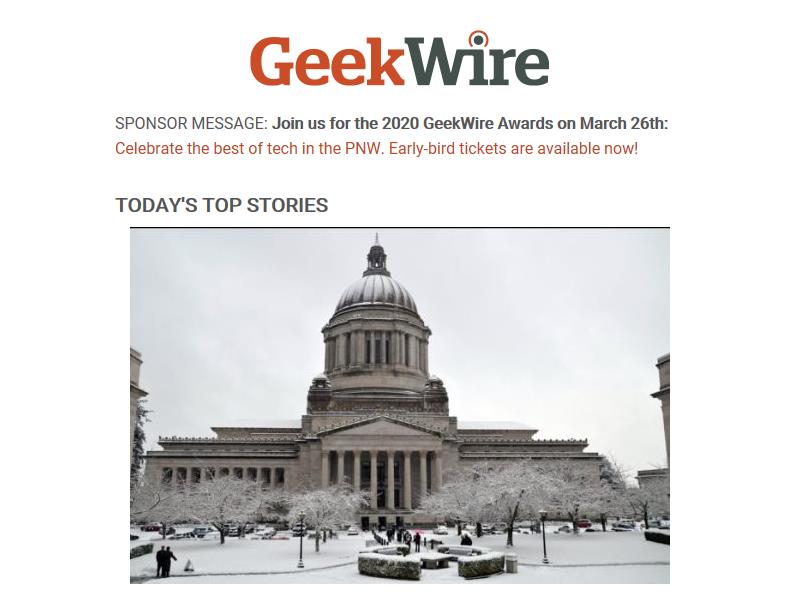 GeekWire
SPONSOR MESSAGE: Join us for the 2020 GeekWire Awards on March 26th:
Celebrate the best of tech in the PNW. Early-bird tickets are available now!
TODAY'S TOP STORIES